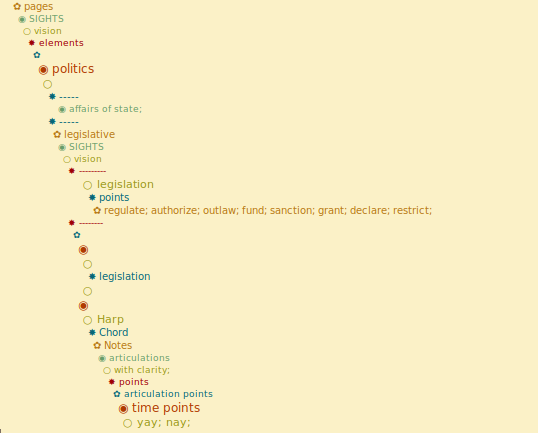 pages
SIGHTS
vision
elements
politics
-----
affairs of state;
-----
legislative
SIGHTS
vision
---------
legislation
points
regulate; authorize; outlaw; fund; sanction; grant; declare; restrict;
--------
legislation
Harp
Chord
Notes
articulations
with clarity;
points
articulation points
time points
yay; nay;